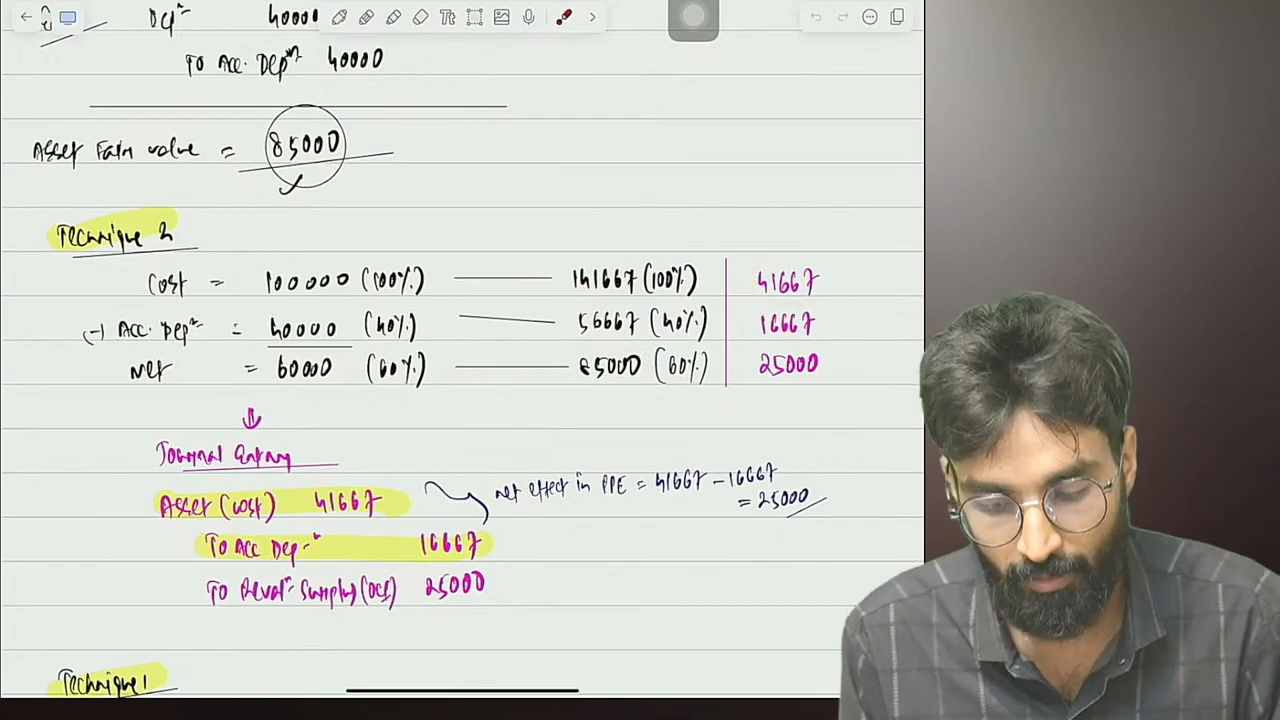 Depⁿ 40000
To Acc. Depⁿ 40000
Asset Fair value = 85000
Technique 2
Cost = 100000 (100%) 141667 (100%) 41667
(-) Acc. Depⁿ = 40000 (40%) 56667 (40%) 16667
Net = 60000 (60%) 85000 (60%) 25000
Journal Entry
Asset (cost) 41667
Net effect in PPE = 41667 - 16667
= 25000
To Acc Depⁿ 16667
To Revalⁿ Surplus (OCI) 25000
Technique 1